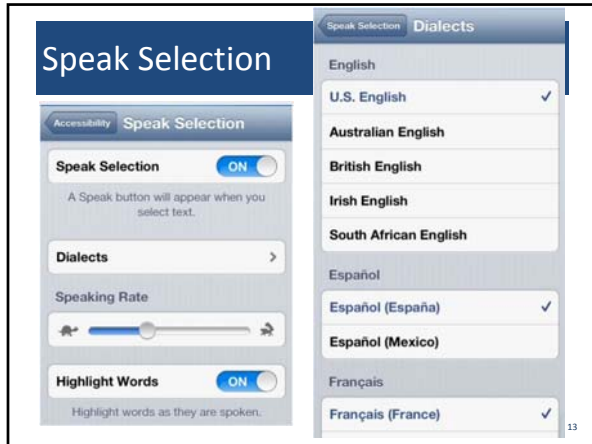 Speak Selection
Accessibility Speak Selection
Speak Selection ON
A Speak button will appear when you
select text.
Dialects
Speaking Rate
Highlight Words ON
Highlight words as they are spoken.
Speak Selection Dialects
English
U.S. English
Australian English
British English
Irish English
South African English
Español
Español (España)
Español (Mexico)
Français
Français (France)
13